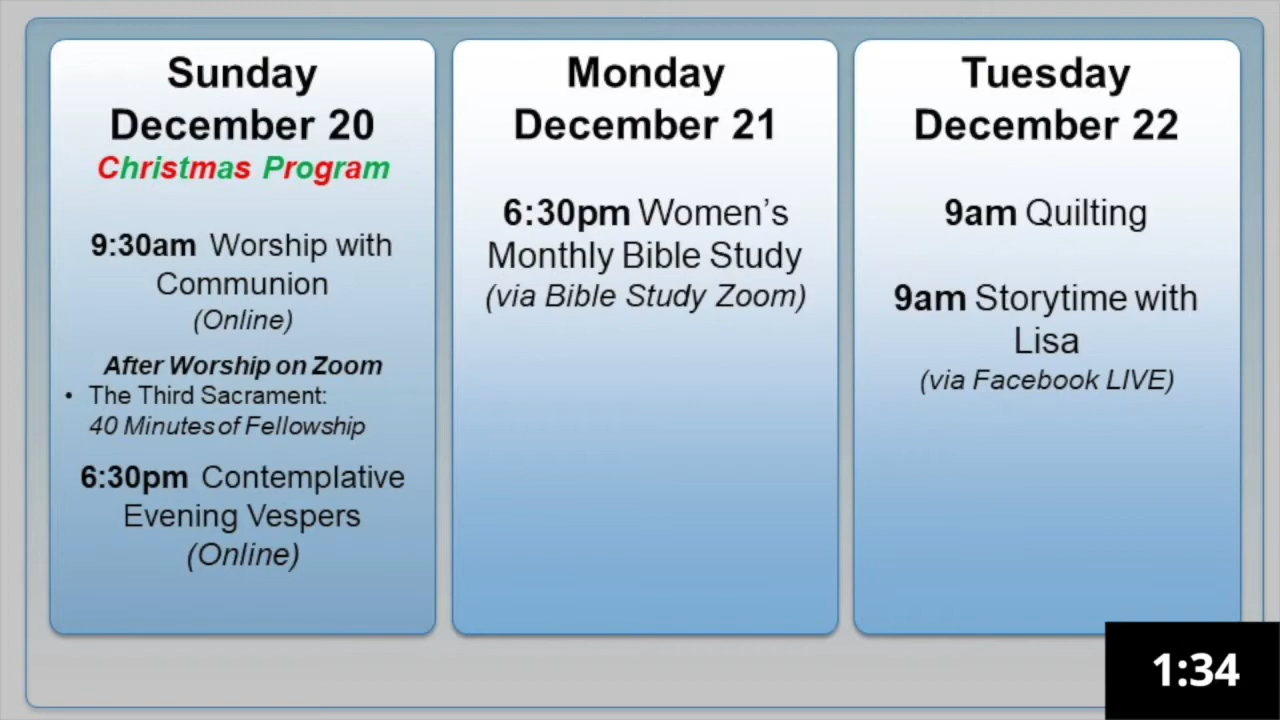 Sunday
December 20
Christmas Program
9:30am Worship with
Communion
(Online)
After Worship on Zoom
• The Third Sacrament:
40 Minutes of Fellowship
6:30pm Contemplative
Evening Vespers
(Online)
Monday
December 21
6:30pm Women’s
Monthly Bible Study
(via Bible Study Zoom)
Tuesday
December 22
9am Quilting
9am Storytime with
Lisa
(via Facebook LIVE)
1:34